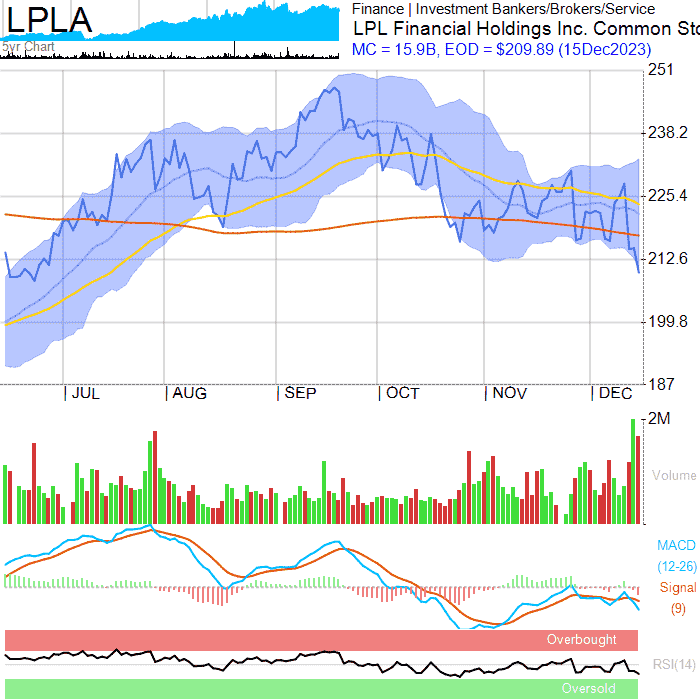 LPLA
5yr Chart
Finance | Investment Bankers/Brokers/Service
LPL Financial Holdings Inc. Common Sto
MC = 15.9B, EOD = $209.89 (15Dec2023)
251
238.2
225.4
212.6
199.8
187
| JUL | AUG | SEP | OCT | NOV | DEC
2M
Volume
MACD
(12-26)
Signal
(9)
Overbought
RSI(14)
Oversold